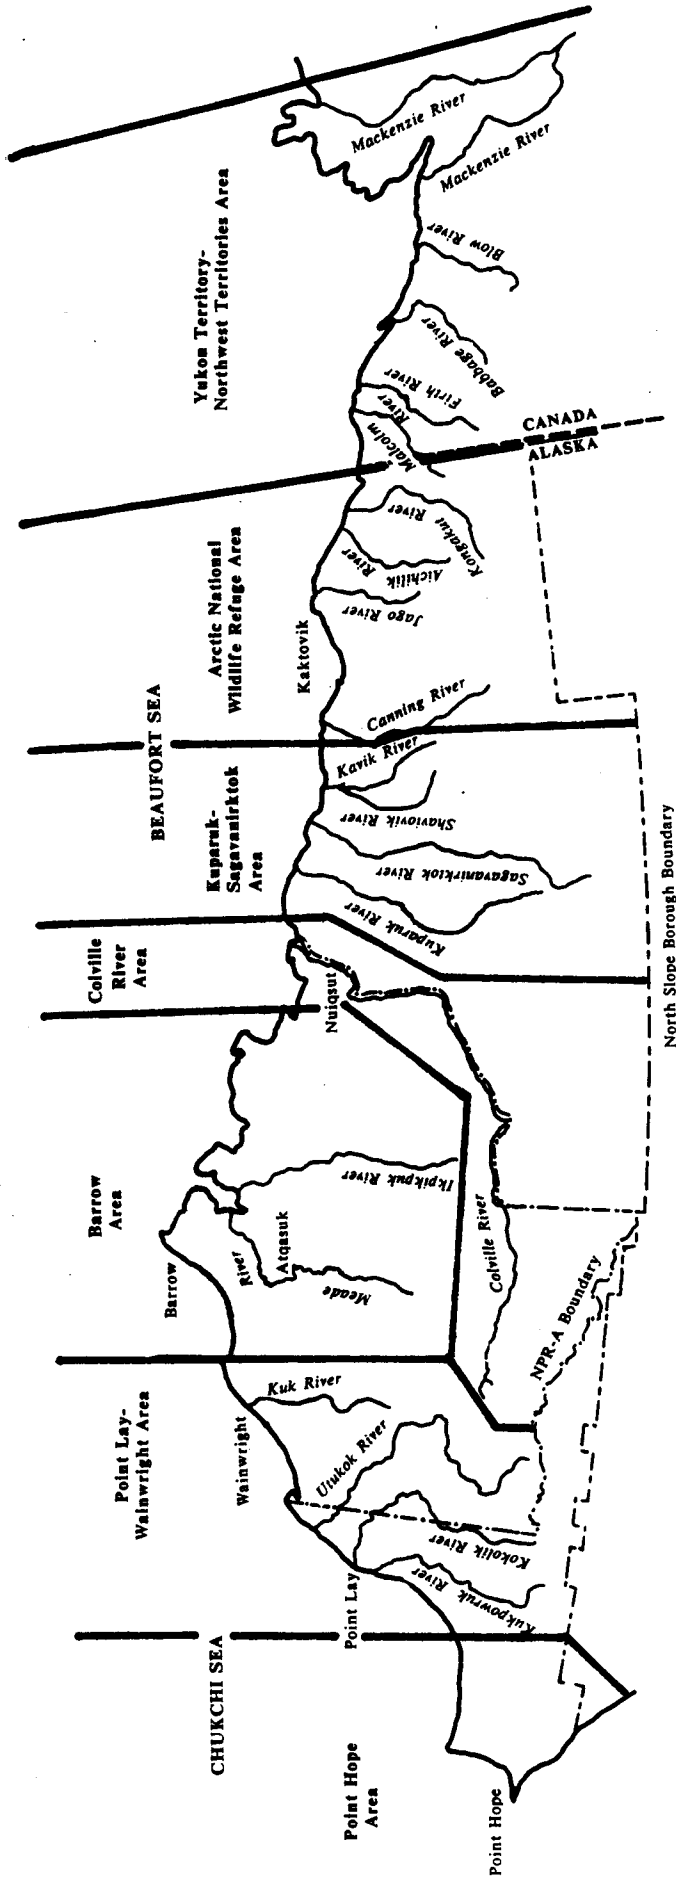 Yukon Territory-
Northwest Territories Area
Mackenzie River
Mackenzie River
Blow River
Babbage River
Firth River
Malcolm
River
CANADA
ALASKA
Arctic National
Wildlife Refuge Area
Kaktovik
Kongakut
River
Aichilik
River
Jago River
Canning River
BEAUFORT SEA
Kuparuk-
Sagavanirktok
Area
Kavik River
Shaviovik River
Sagavanirktok River
Kuparuk River
Colville
River
Area
Nuiqsut
North Slope Borough Boundary
Barrow
Area
Barrow
Ikpikpuk River
Atqasuk
Meade
River
Colville River
NPR-A Boundary
Point Lay-
Wainwright Area
Wainwright
Kuk River
Utukok River
Kokolik River
Kukpowruk River
Point Lay
CHUKCHI SEA
Point Hope
Area
Point Hope